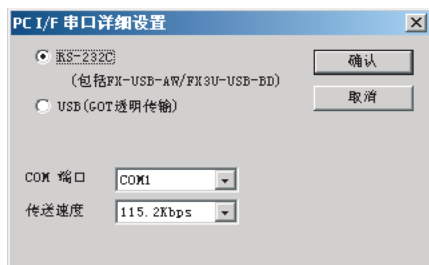 PC I/F 串口详细设置
RS-232C
(包括FX-USB-AW/FX3U-USB-BD)
确认
USB(GOT透明传输)
取消
COM 端口
COM1
传送速度
115.2Kbps